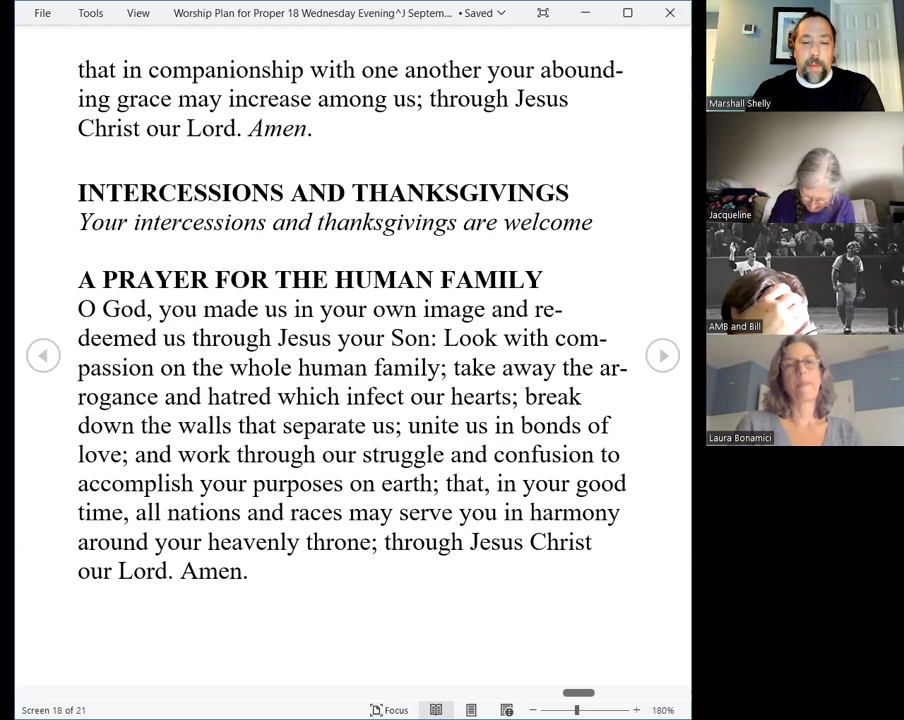 File Tools View Worship Plan for Proper 18 Wednesday Evening^J Septem... • Saved
that in companionship with one another your abound-
ing grace may increase among us; through Jesus
Christ our Lord. Amen.
INTERCESSIONS AND THANKSGIVINGS
Your intercessions and thanksgivings are welcome
A PRAYER FOR THE HUMAN FAMILY
O God, you made us in your own image and re-
deemed us through Jesus your Son: Look with com-
passion on the whole human family; take away the ar-
rogance and hatred which infect our hearts; break
down the walls that separate us; unite us in bonds of
love; and work through our struggle and confusion to
accomplish your purposes on earth; that, in your good
time, all nations and races may serve you in harmony
around your heavenly throne; through Jesus Christ
our Lord. Amen.
Screen 18 of 21 Focus 180%
Marshall Shelly
Jacqueline
AMB and Bill
Laura Bonamici